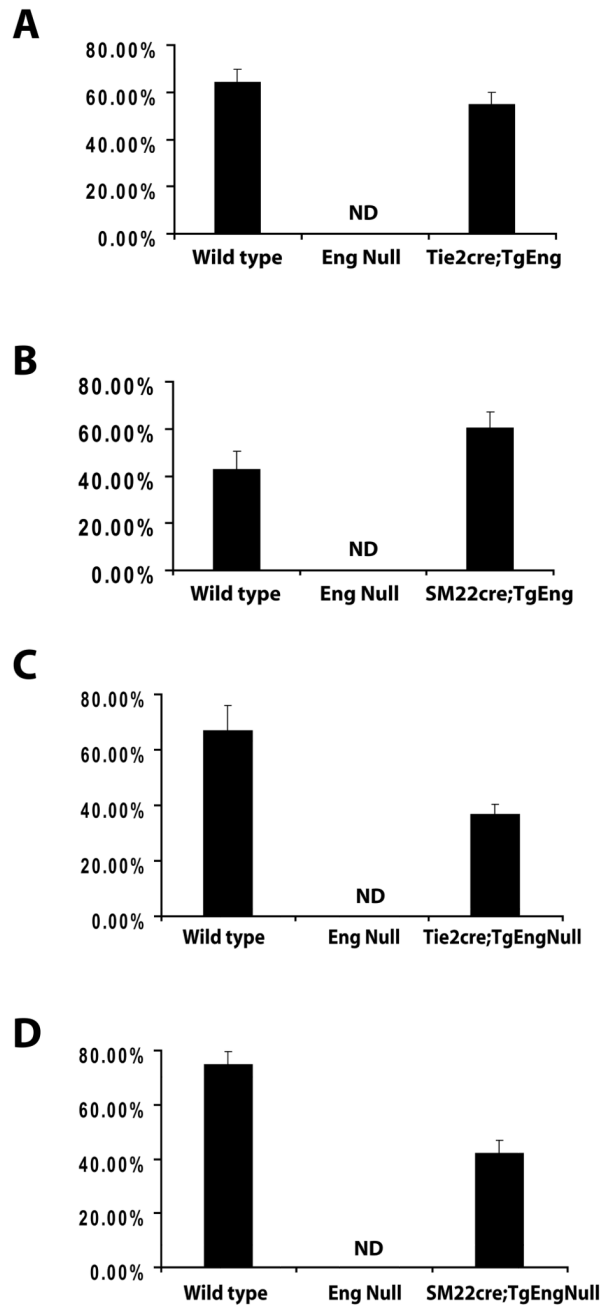 A
80.00%
60.00%
40.00%
20.00%
0.00%
ND
Wild type Eng Null Tie2cre;TgEng
B
80.00%
60.00%
40.00%
20.00%
0.00%
ND
Wild type Eng Null SM22cre;TgEng
C
80.00%
60.00%
40.00%
20.00%
0.00%
ND
Wild type Eng Null Tie2cre;TgEngNull
D
80.00%
60.00%
40.00%
20.00%
0.00%
ND
Wild type Eng Null SM22cre;TgEngNull